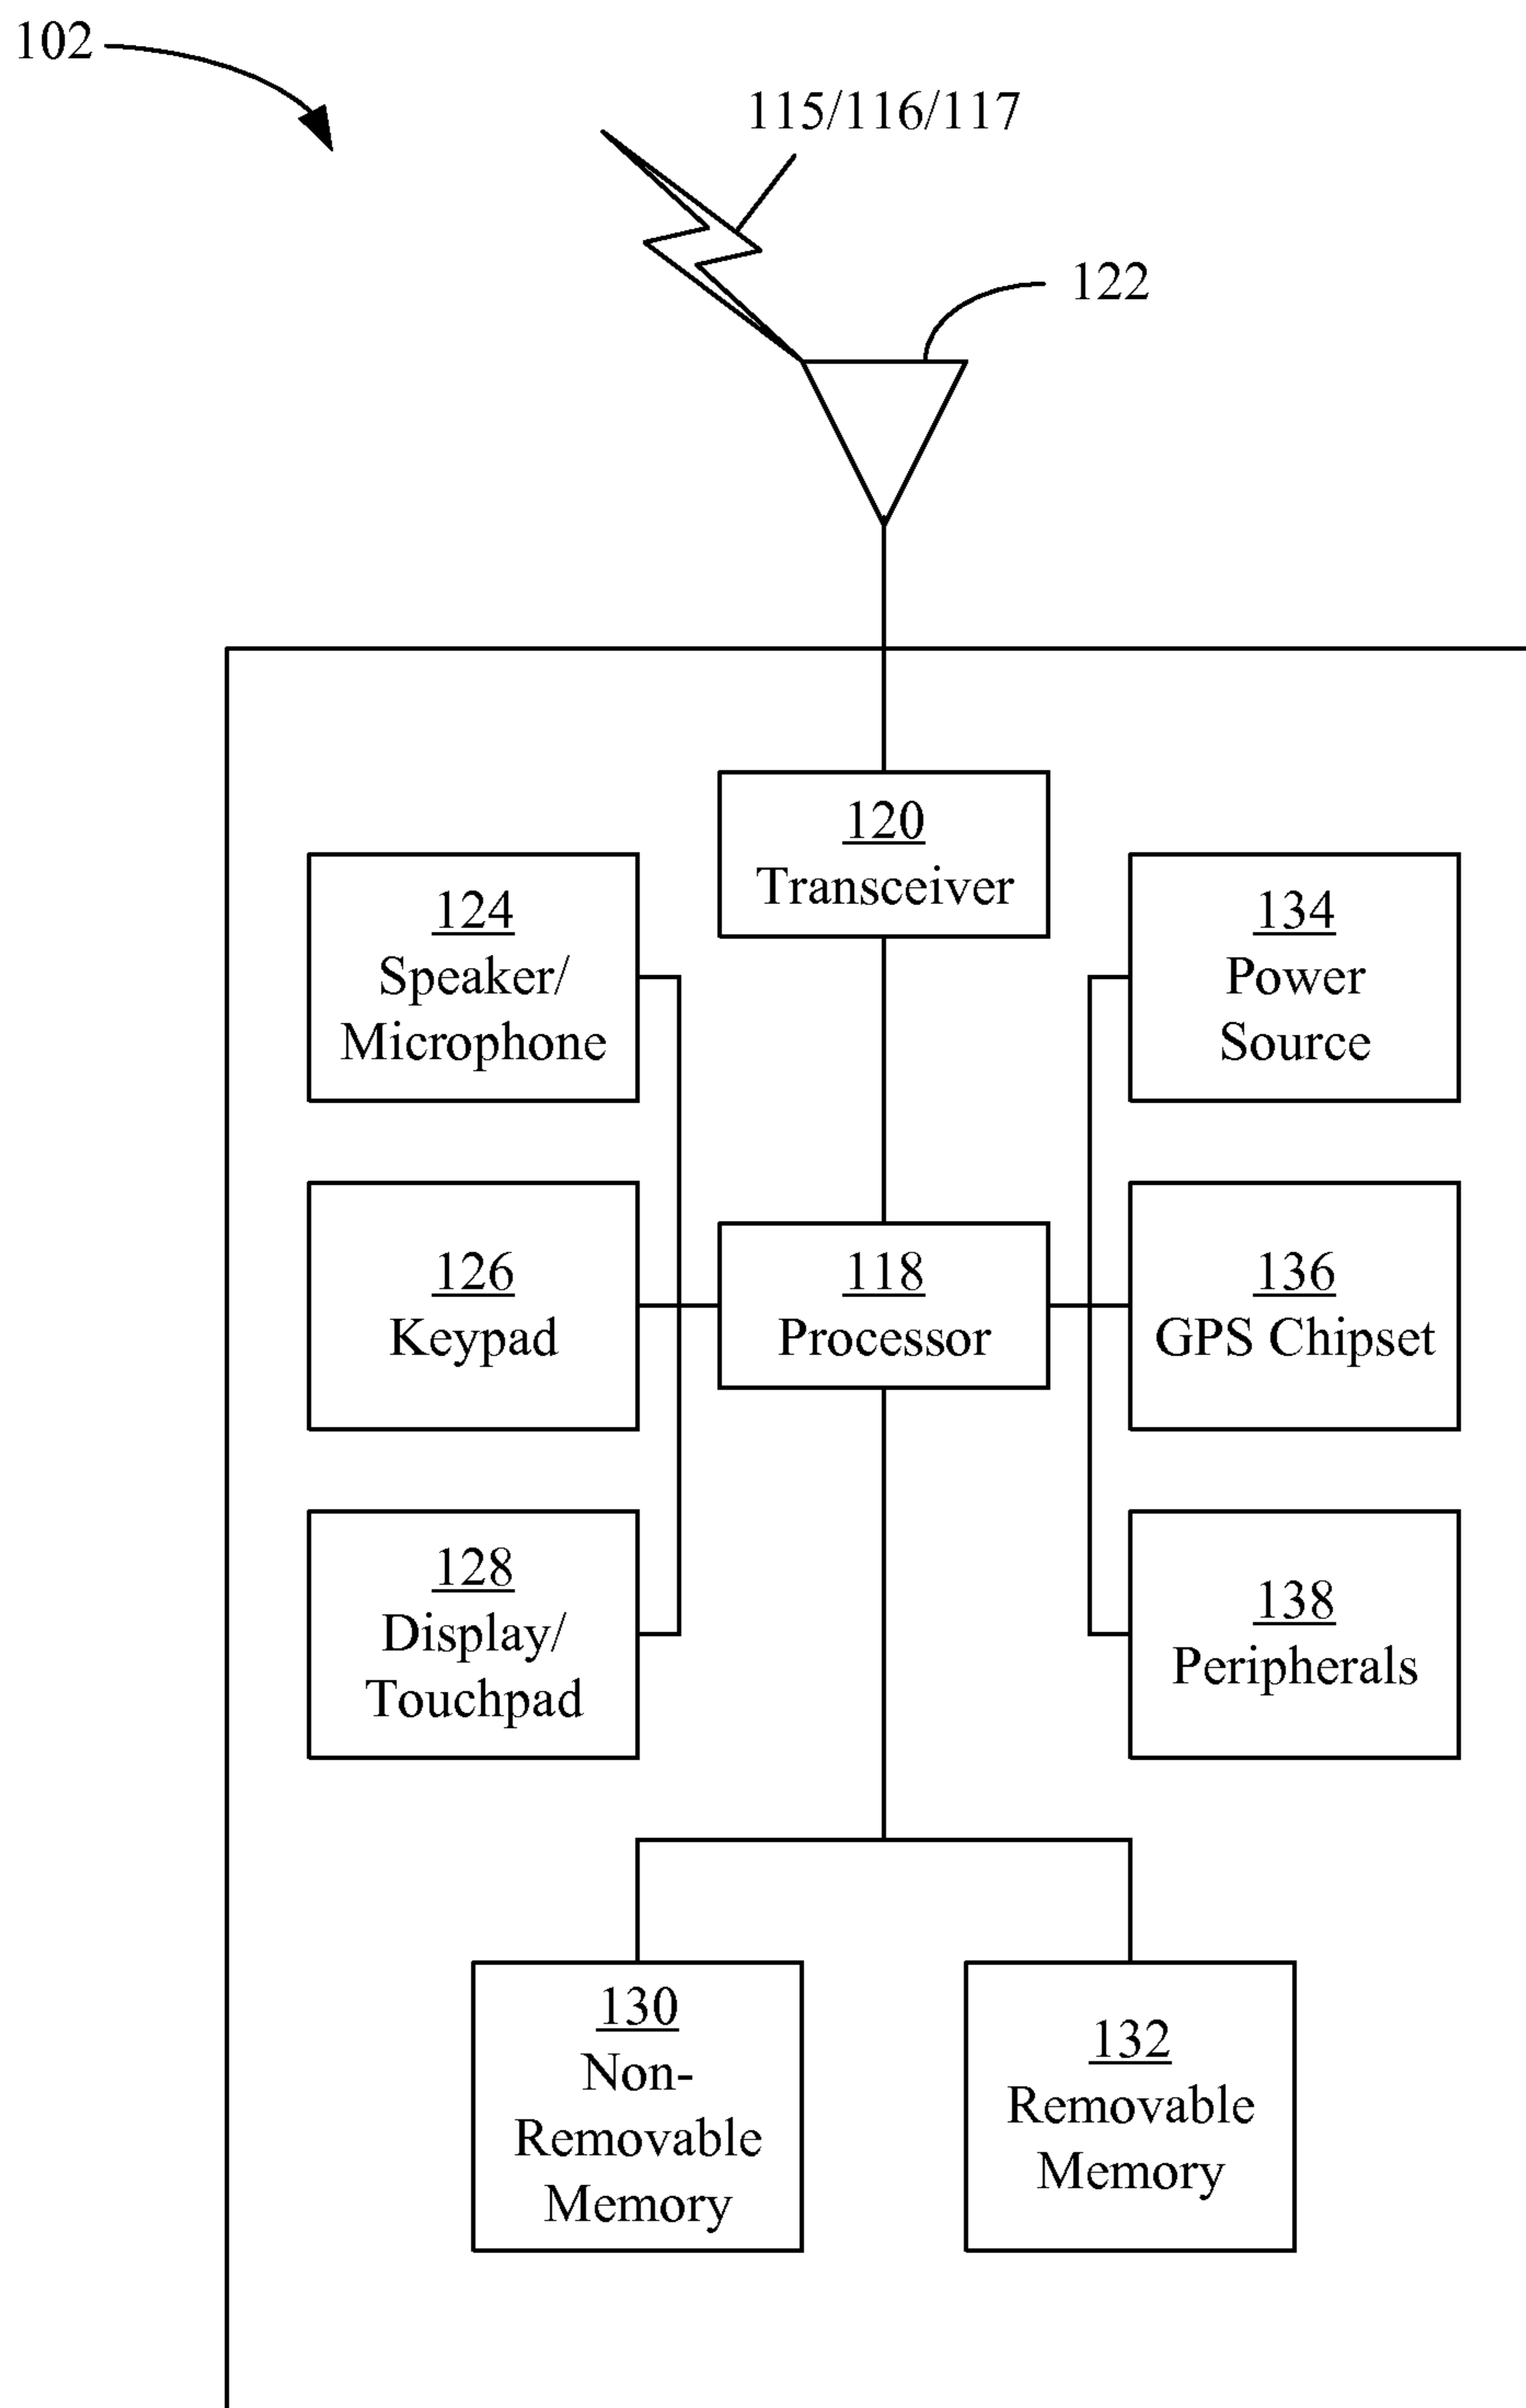 102
115/116/117
122
120
Transceiver
124
Speaker/
Microphone
134
Power
Source
126
Keypad
118
Processor
136
GPS Chipset
128
Display/
Touchpad
138
Peripherals
130
Non-
Removable
Memory
132
Removable
Memory